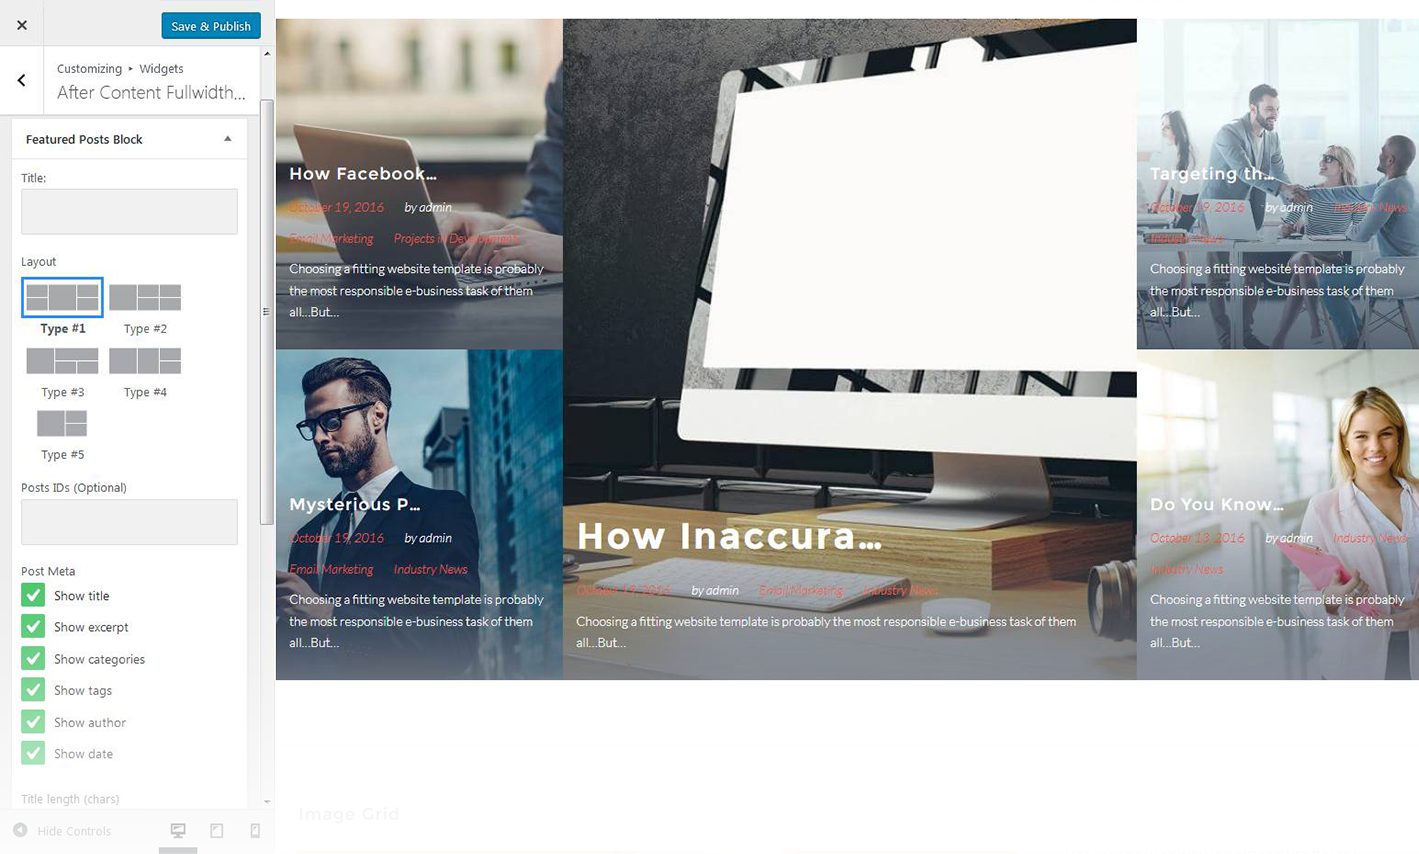 Save & Publish
Customizing ▸ Widgets
After Content Fullwidth...
Featured Posts Block
Title:
Layout
Type #1
Type #2
Type #3
Type #4
Type #5
Posts IDs (Optional)
Post Meta
Show title
Show excerpt
Show categories
Show tags
Show author
Show date
Title length (chars)
Hide Controls
How Facebook...
October 19, 2016 by admin
Email Marketing Projects in Development
Choosing a fitting website template is probably
the most responsible e-business task of them
all...But...
Mysterious P...
October 19, 2016 by admin
Email Marketing Industry News
Choosing a fitting website template is probably
the most responsible e-business task of them
all...But...
How Inaccura...
October 19, 2016 by admin Email Marketing Industry News
Choosing a fitting website template is probably the most responsible e-business task of them
all...But...
Targeting th...
October 19, 2016 by admin Industry News
Industry News
Choosing a fitting website template is probably
the most responsible e-business task of them
all...But...
Do You Know...
October 13, 2016 by admin Industry News
Industry News
Choosing a fitting website template is probably
the most responsible e-business task of them
all...But...
Image Grid